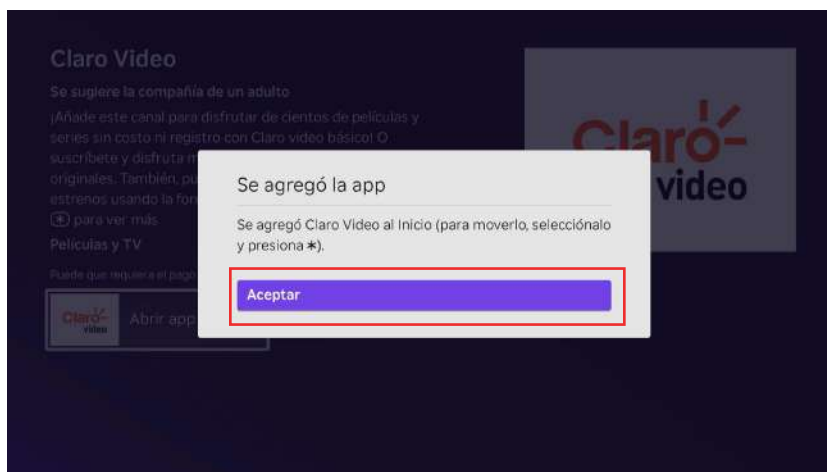 Claro Video
Se sugiere la compañía de un adulto
¡Añade este canal para disfrutar de cientos de películas y
series sin costo ni registro con Claro video básico! O
suscríbete y disfruta m
originales. También, pu
estrenos usando la for
✱ para ver más
Películas y TV
Puede que requiera el pago
Claro-
video
Abrir app
Claro-
video
Se agregó la app
Se agregó Claro Video al Inicio (para moverlo, selecciónalo
y presiona ✱).
Aceptar